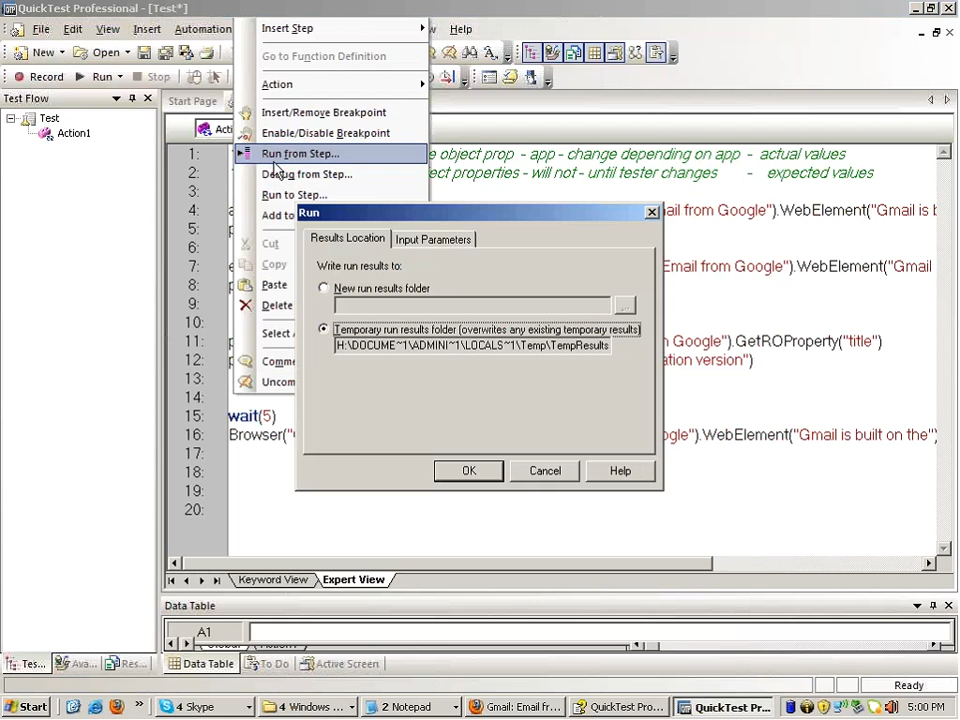 QuickTest Professional - [Test*]
File Edit View Insert Automation Help
New Open
Record Run Stop
Test Flow
Test
Action1
Start Page
Insert Step
Go to Function Definition
Action
Insert/Remove Breakpoint
Enable/Disable Breakpoint
Run from Step...
Debug from Step...
Run to Step...
Add to
Cut
Copy
Paste
Delete
Select
Comme
Uncom
1: e object prop - app - change depending on app - actual values
2: ect properties - will not - until tester changes - expected values
3:
4: a ail from Google").WebElement("Gmail is b
5: p
6:
7: e Email from Google").WebElement("Gmail
8: p
9:
10:
11: p Google").GetROProperty("title")
12: p ation version")
13:
14:
15: wait(5)
16: Browser(" gle").WebElement("Gmail is built on the")
17:
18:
19:
20:
Run
Results Location Input Parameters
Write run results to:
New run results folder
...
Temporary run results folder (overwrites any existing temporary results)
H:\DOCUME~1\ADMINI~1\LOCALS~1\Temp\TempResults
OK Cancel Help
Keyword View Expert View
Data Table
A1
Tes... Ava... Res... Data Table To Do Active Screen
Ready
Start » 4 Skype 4 Windows ... 2 Notepad Gmail: Email fr... QuickTest Pro... QuickTest Pr... 5:00 PM